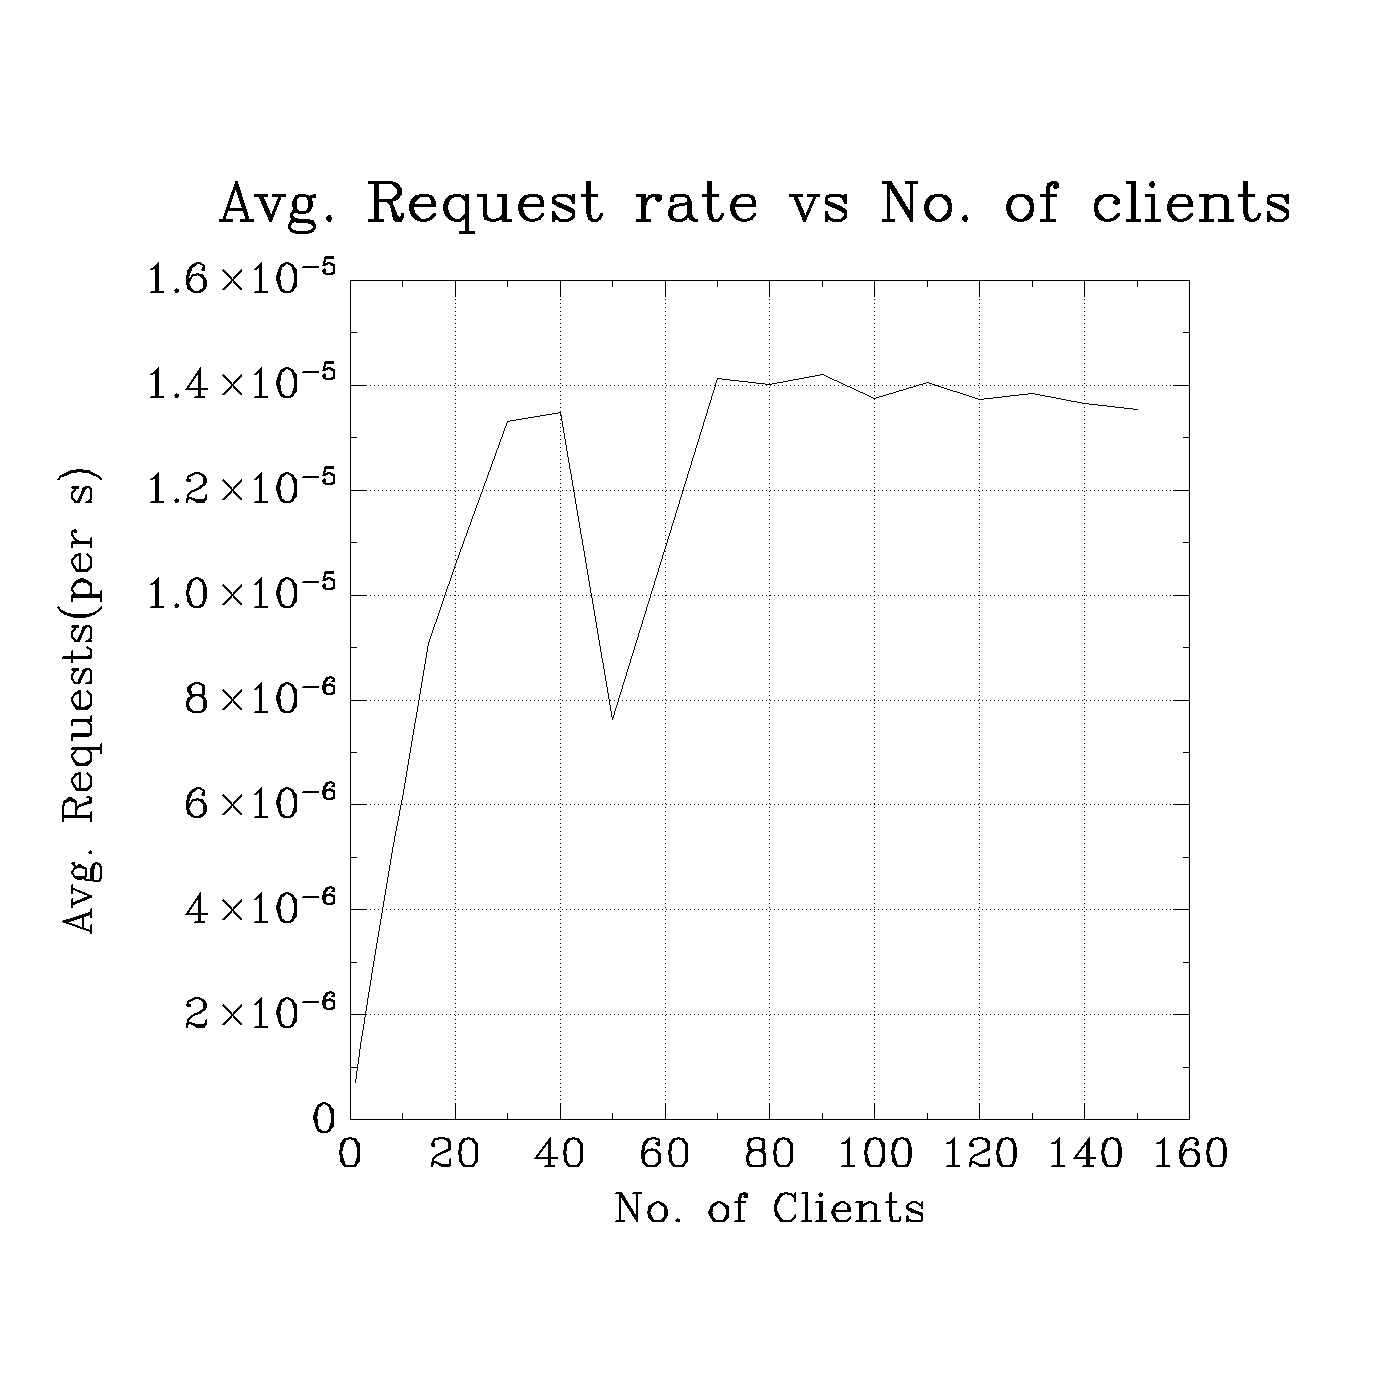 Avg. Request rate vs No. of clients
1.6×10⁻⁵
1.4×10⁻⁵
1.2×10⁻⁵
1.0×10⁻⁵
8×10⁻⁶
6×10⁻⁶
4×10⁻⁶
2×10⁻⁶
0
Avg. Requests(per s)
0 20 40 60 80 100 120 140 160
No. of Clients